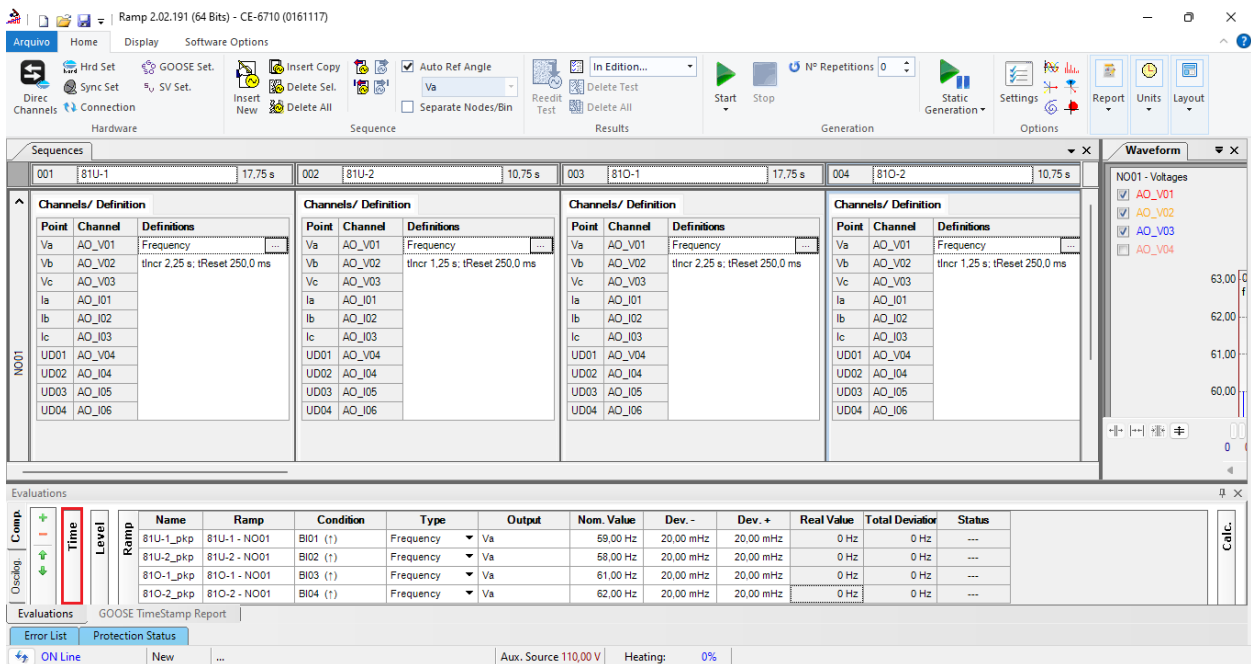 Ramp 2.02.191 (64 Bits) - CE-6710 (0161117)
Arquivo Home Display Software Options
Direc Channels
Hrd Set
Sync Set
Connection
GOOSE Set.
SV Set.
Hardware
Insert New
Insert Copy
Delete Sel.
Delete All
Auto Ref Angle
Va
Separate Nodes/Bin
Sequence
Reedit Test
In Edition...
Delete Test
Delete All
Results
Start
Stop
Nº Repetitions 0
Static Generation
Generation
Settings
Options
Report
Units
Layout
Sequences
001 81U-1 17,75 s 002 81U-2 10,75 s 003 81O-1 17,75 s 004 81O-2 10,75 s
Channels/ Definition Channels/ Definition Channels/ Definition Channels/ Definition
Point Channel Definitions Point Channel Definitions Point Channel Definitions Point Channel Definitions
Va AO_V01 Frequency ... Va AO_V01 Frequency ... Va AO_V01 Frequency ... Va AO_V01 Frequency ...
Vb AO_V02 tIncr 2,25 s; tReset 250,0 ms Vb AO_V02 tIncr 1,25 s; tReset 250,0 ms Vb AO_V02 tIncr 2,25 s; tReset 250,0 ms Vb AO_V02 tIncr 1,25 s; tReset 250,0 ms
Vc AO_V03 Vc AO_V03 Vc AO_V03 Vc AO_V03
Ia AO_I01 Ia AO_I01 Ia AO_I01 Ia AO_I01
Ib AO_I02 Ib AO_I02 Ib AO_I02 Ib AO_I02
Ic AO_I03 Ic AO_I03 Ic AO_I03 Ic AO_I03
UD01 AO_V04 UD01 AO_V04 UD01 AO_V04 UD01 AO_V04
UD02 AO_I04 UD02 AO_I04 UD02 AO_I04 UD02 AO_I04
UD03 AO_I05 UD03 AO_I05 UD03 AO_I05 UD03 AO_I05
UD04 AO_I06 UD04 AO_I06 UD04 AO_I06 UD04 AO_I06
NO01
Waveform
NO01 - Voltages
AO_V01
AO_V02
AO_V03
AO_V04
63,00
62,00
61,00
60,00
0
Evaluations
Comp.
Oscilog.
Time
Level
Ramp
Name Ramp Condition Type Output Nom. Value Dev. - Dev. + Real Value Total Deviation Status
81U-1_pkp 81U-1 - NO01 BI01 (↑) Frequency Va 59,00 Hz 20,00 mHz 20,00 mHz 0 Hz 0 Hz ---
81U-2_pkp 81U-2 - NO01 BI02 (↑) Frequency Va 58,00 Hz 20,00 mHz 20,00 mHz 0 Hz 0 Hz ---
81O-1_pkp 81O-1 - NO01 BI03 (↑) Frequency Va 61,00 Hz 20,00 mHz 20,00 mHz 0 Hz 0 Hz ---
81O-2_pkp 81O-2 - NO01 BI04 (↑) Frequency Va 62,00 Hz 20,00 mHz 20,00 mHz 0 Hz 0 Hz ---
Calc.
Evaluations GOOSE TimeStamp Report
Error List Protection Status
ON Line New ... Aux. Source 110,00 V Heating: 0%